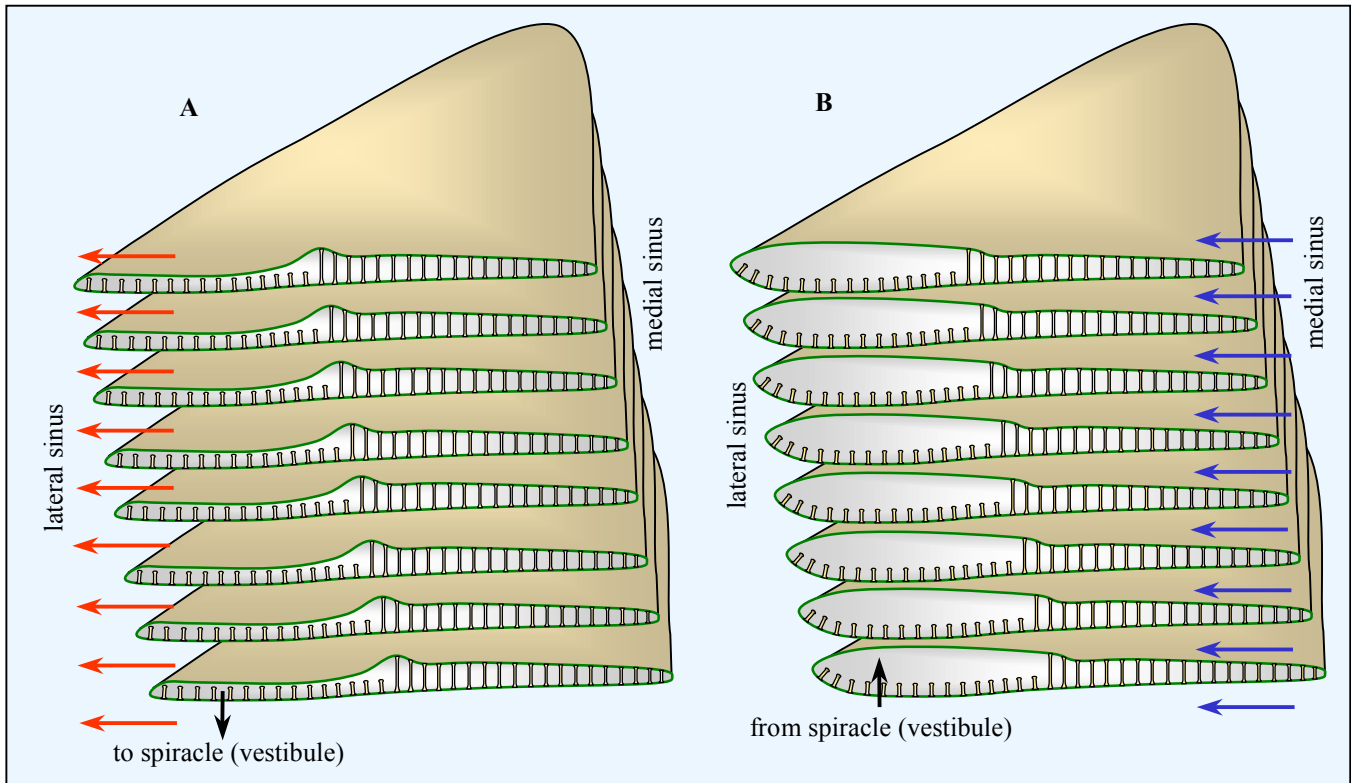 A
lateral sinus
medial sinus
to spiracle (vestibule)
B
lateral sinus
medial sinus
from spiracle (vestibule)